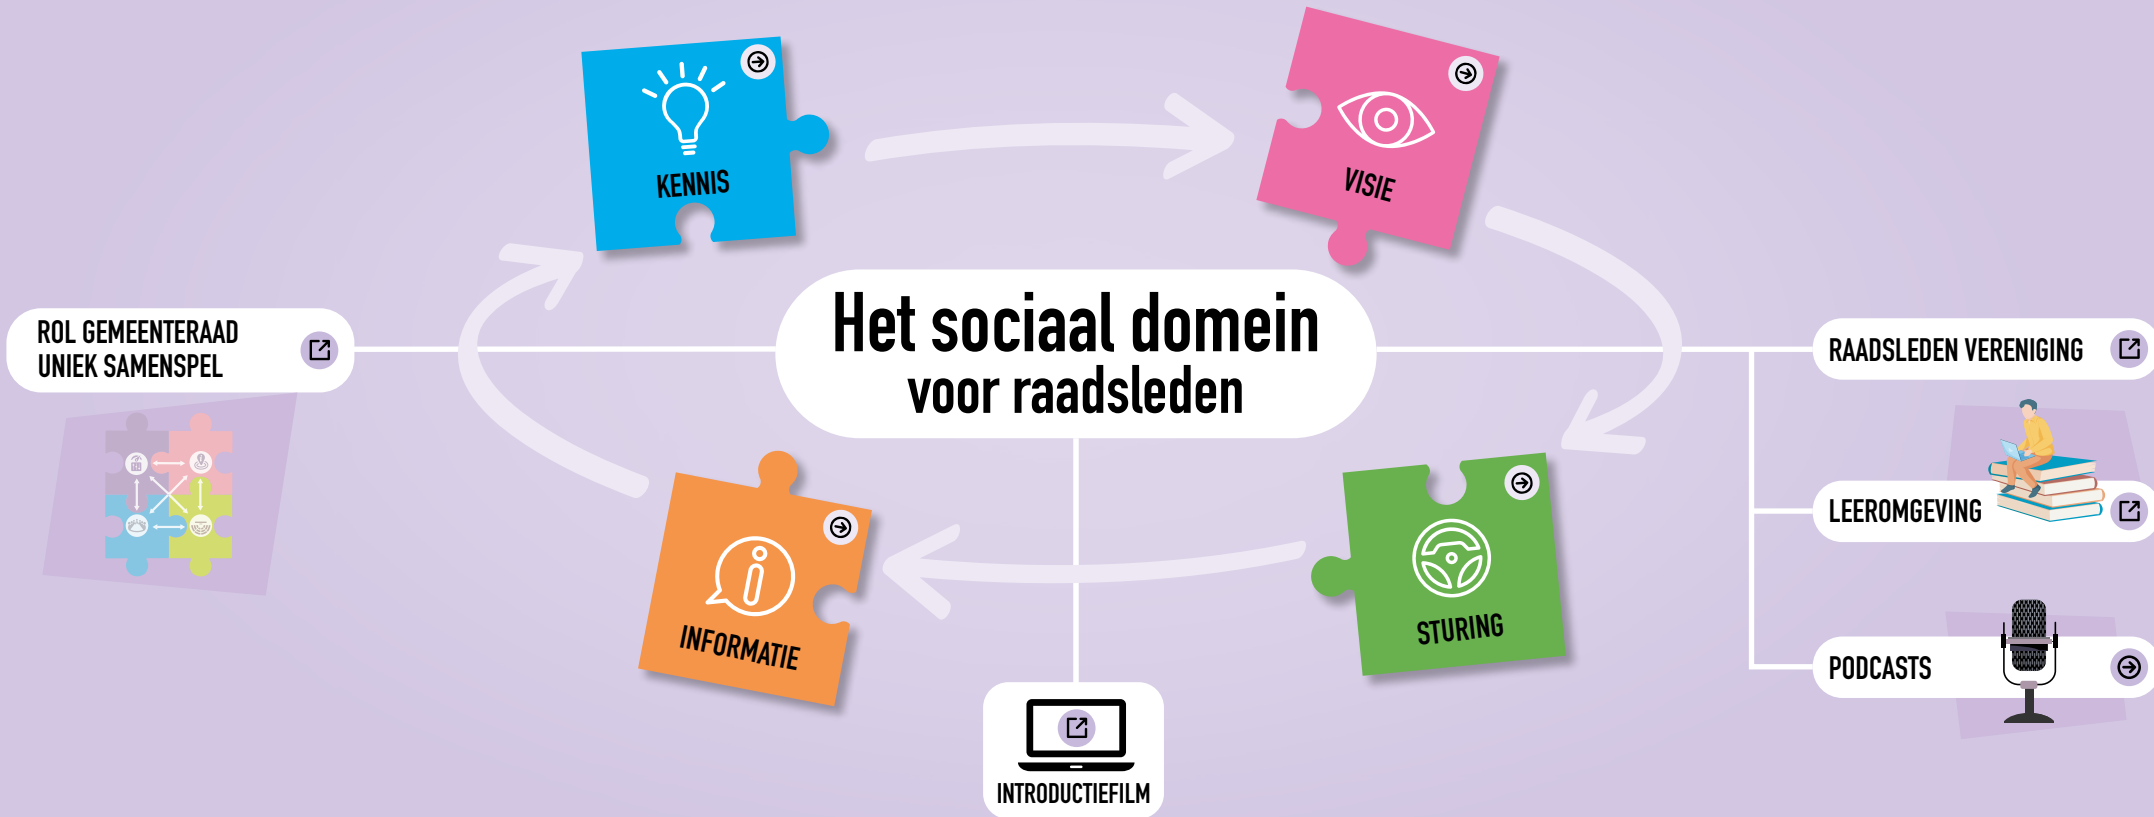 KENNIS
VISIE
Het sociaal domein
voor raadsleden
ROL GEMEENTERAAD
UNIEK SAMENSPEL
RAADSLEDEN VERENIGING
LEEROMGEVING
PODCASTS
INFORMATIE
STURING
INTRODUCTIEFILM